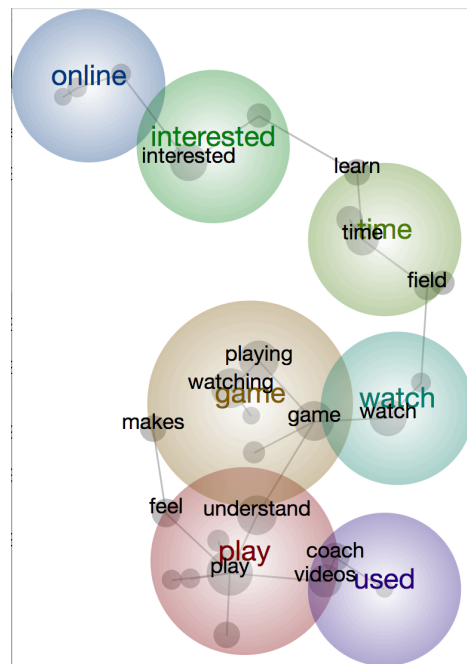 online
interested
interested
learn
time
time
field
playing
watching
game
game
watch
watch
makes
feel
understand
play
play
coach
videos
used